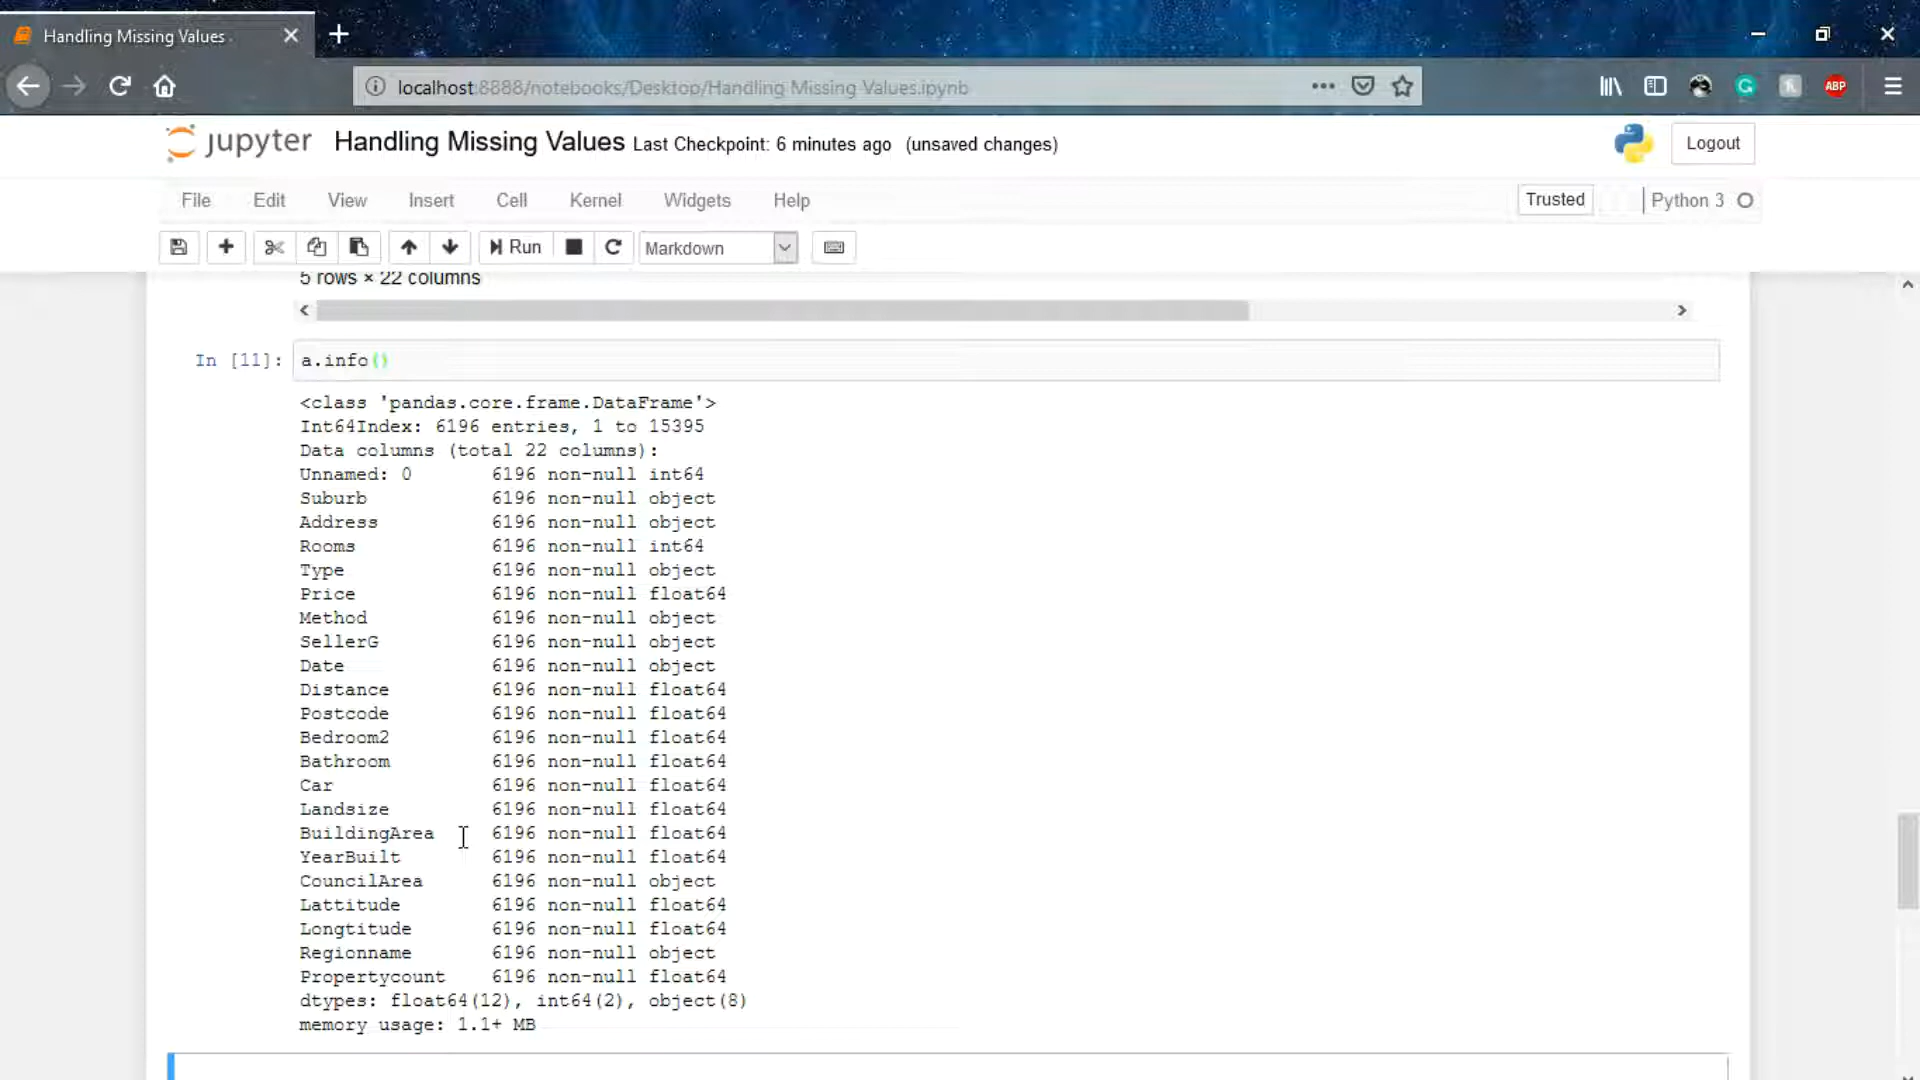 Handling Missing Values
localhost:8888/notebooks/Desktop/Handling Missing Values.ipynb
ABP
jupyter Handling Missing Values Last Checkpoint: 6 minutes ago (unsaved changes)
Logout
File Edit View Insert Cell Kernel Widgets Help
Trusted
Python 3
Run
Markdown
5 rows × 22 columns
In [11]: a.info()
<class 'pandas.core.frame.DataFrame'>
Int64Index: 6196 entries, 1 to 15395
Data columns (total 22 columns):
Unnamed: 0 6196 non-null int64
Suburb 6196 non-null object
Address 6196 non-null object
Rooms 6196 non-null int64
Type 6196 non-null object
Price 6196 non-null float64
Method 6196 non-null object
SellerG 6196 non-null object
Date 6196 non-null object
Distance 6196 non-null float64
Postcode 6196 non-null float64
Bedroom2 6196 non-null float64
Bathroom 6196 non-null float64
Car 6196 non-null float64
Landsize 6196 non-null float64
BuildingArea 6196 non-null float64
YearBuilt 6196 non-null float64
CouncilArea 6196 non-null object
Lattitude 6196 non-null float64
Longtitude 6196 non-null float64
Regionname 6196 non-null object
Propertycount 6196 non-null float64
dtypes: float64(12), int64(2), object(8)
memory usage: 1.1+ MB